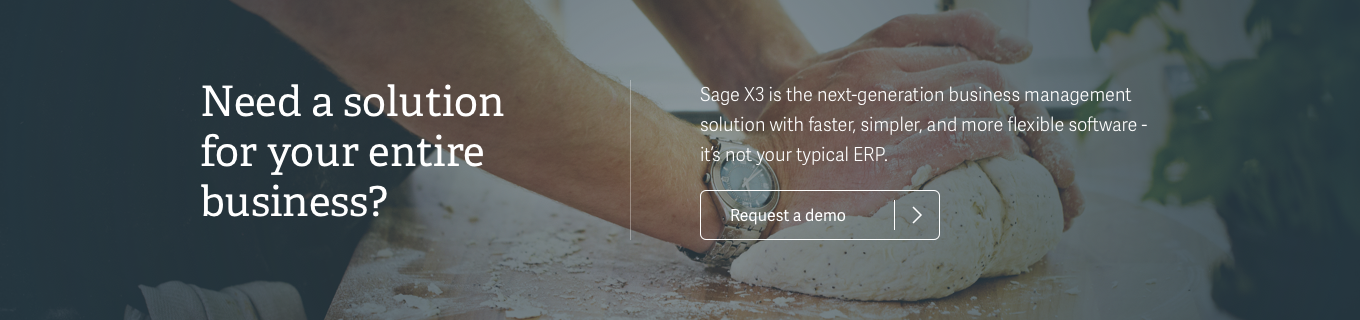 Need a solution
for your entire
business?
Sage X3 is the next-generation business management
solution with faster, simpler, and more flexible software -
it's not your typical ERP.
Request a demo